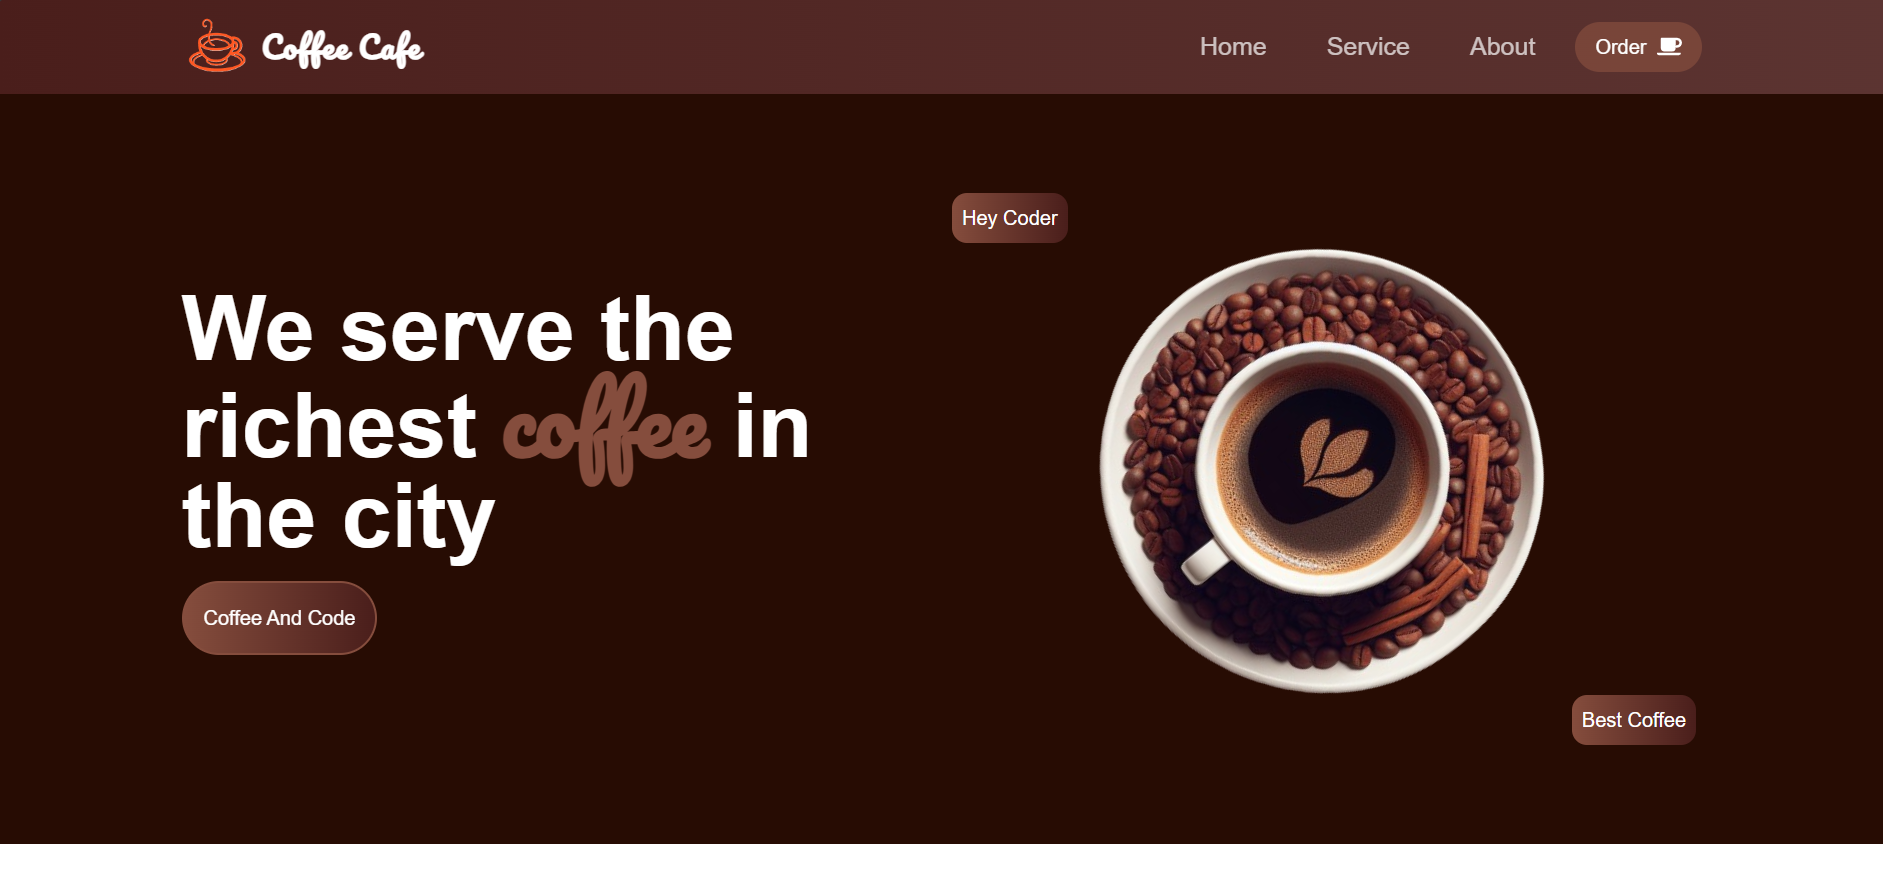 Coffee Cafe
Home
Service
About
Order
Hey Coder
We serve the
richest coffee in
the city
Coffee And Code
Best Coffee